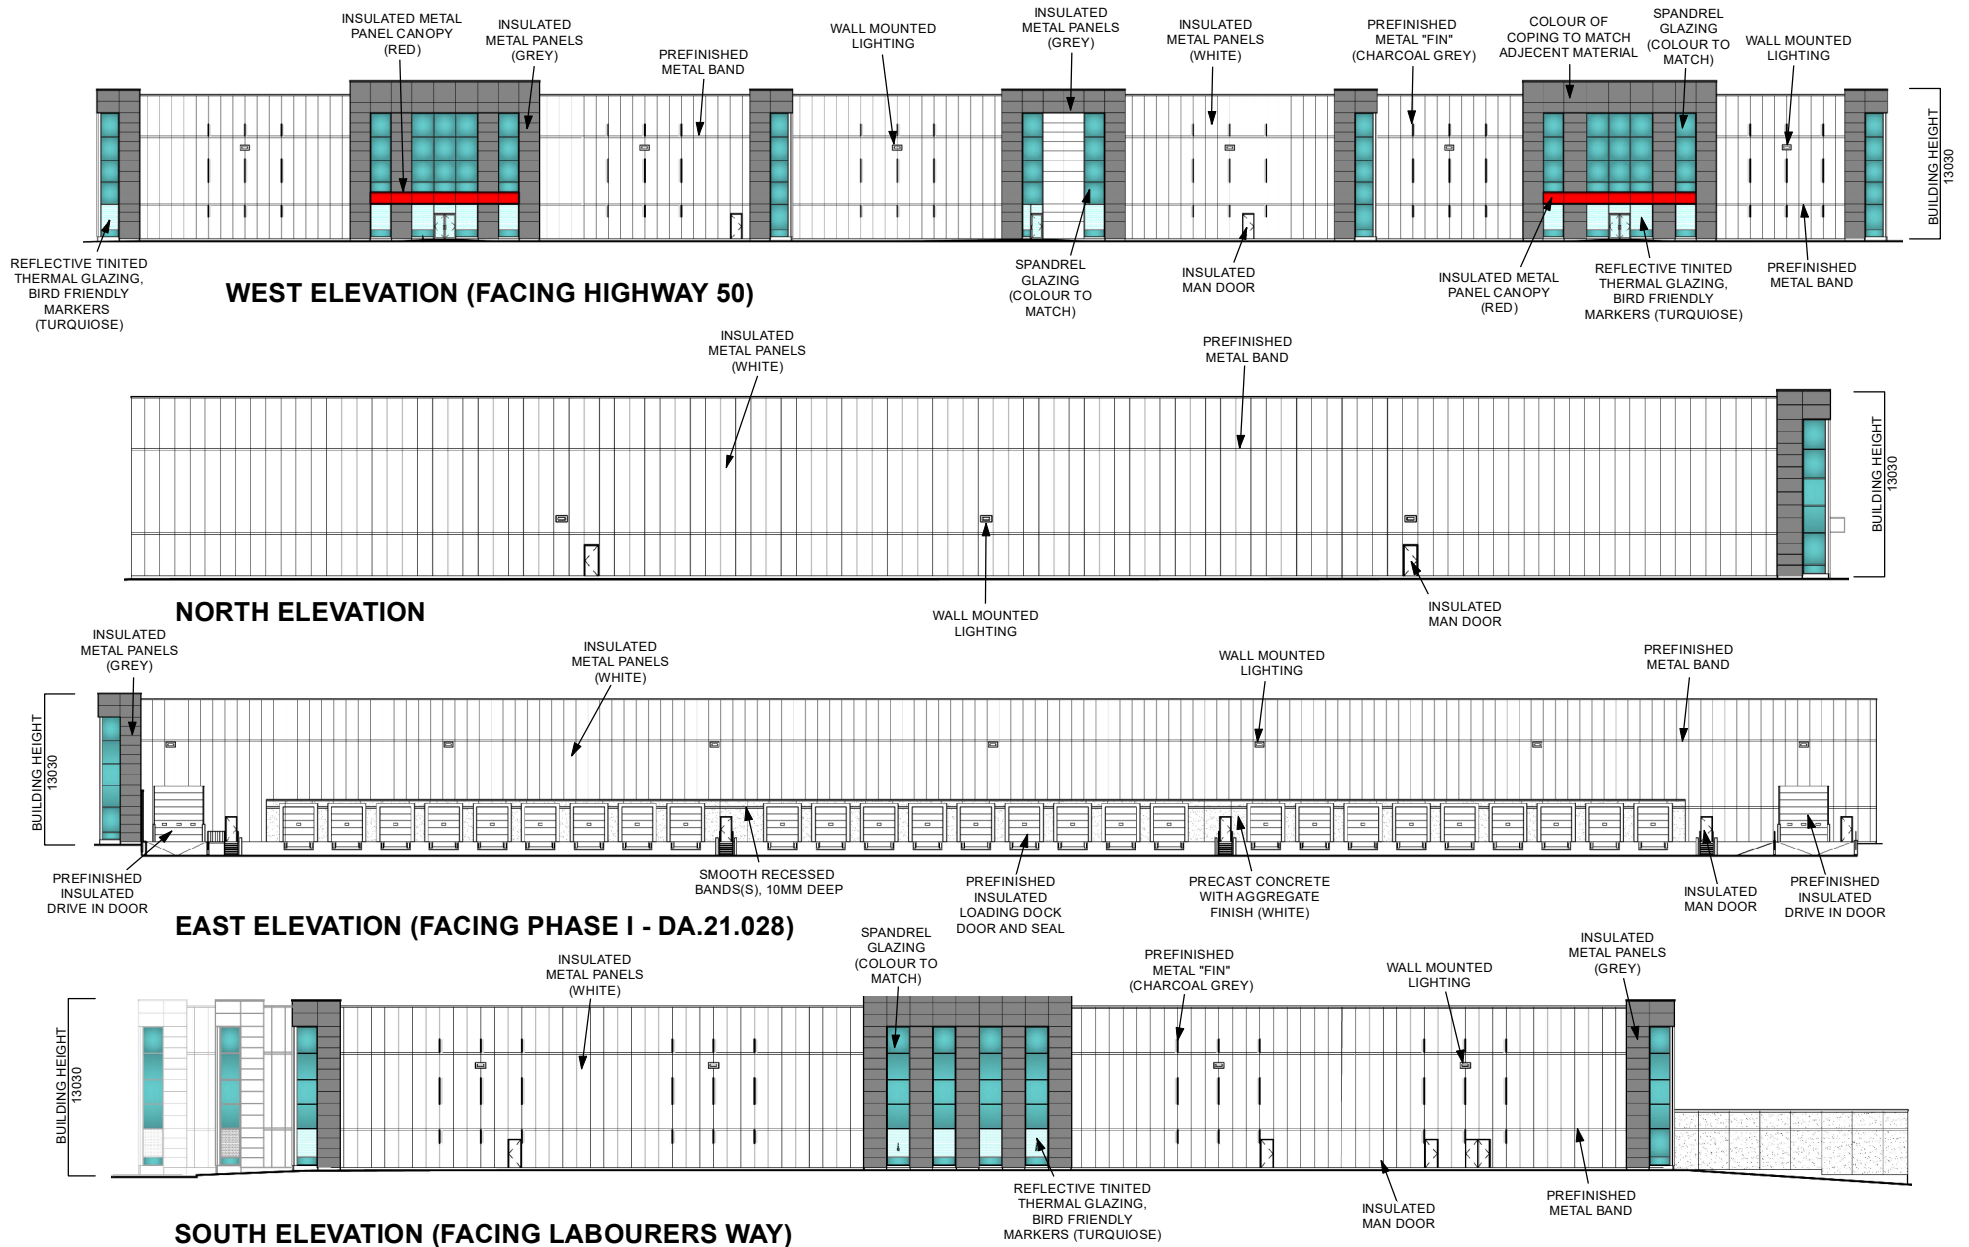 INSULATED METAL
PANEL CANOPY
(RED)
INSULATED
METAL PANELS
(GREY)
PREFINISHED
METAL BAND
WALL MOUNTED
LIGHTING
INSULATED
METAL PANELS
(GREY)
INSULATED
METAL PANELS
(WHITE)
PREFINISHED
METAL "FIN"
(CHARCOAL GREY)
COLOUR OF
COPING TO MATCH
ADJECENT MATERIAL
SPANDREL
GLAZING
(COLOUR TO
MATCH)
WALL MOUNTED
LIGHTING
BUILDING HEIGHT
13030
REFLECTIVE TINITED
THERMAL GLAZING,
BIRD FRIENDLY
MARKERS
(TURQUIOSE)
WEST ELEVATION (FACING HIGHWAY 50)
SPANDREL
GLAZING
(COLOUR TO
MATCH)
INSULATED
MAN DOOR
INSULATED METAL
PANEL CANOPY
(RED)
REFLECTIVE TINITED
THERMAL GLAZING,
BIRD FRIENDLY
MARKERS (TURQUIOSE)
PREFINISHED
METAL BAND
INSULATED
METAL PANELS
(WHITE)
PREFINISHED
METAL BAND
BUILDING HEIGHT
13030
NORTH ELEVATION
WALL MOUNTED
LIGHTING
INSULATED
MAN DOOR
INSULATED
METAL PANELS
(GREY)
INSULATED
METAL PANELS
(WHITE)
WALL MOUNTED
LIGHTING
PREFINISHED
METAL BAND
BUILDING HEIGHT
13030
PREFINISHED
INSULATED
DRIVE IN DOOR
SMOOTH RECESSED
BANDS(S), 10MM DEEP
PREFINISHED
INSULATED
LOADING DOCK
DOOR AND SEAL
PRECAST CONCRETE
WITH AGGREGATE
FINISH (WHITE)
INSULATED
MAN DOOR
PREFINISHED
INSULATED
DRIVE IN DOOR
EAST ELEVATION (FACING PHASE I - DA.21.028)
INSULATED
METAL PANELS
(WHITE)
SPANDREL
GLAZING
(COLOUR TO
MATCH)
PREFINISHED
METAL "FIN"
(CHARCOAL GREY)
WALL MOUNTED
LIGHTING
INSULATED
METAL PANELS
(GREY)
BUILDING HEIGHT
13030
REFLECTIVE TINITED
THERMAL GLAZING,
BIRD FRIENDLY
MARKERS (TURQUIOSE)
INSULATED
MAN DOOR
PREFINISHED
METAL BAND
SOUTH ELEVATION (FACING LABOURERS WAY)